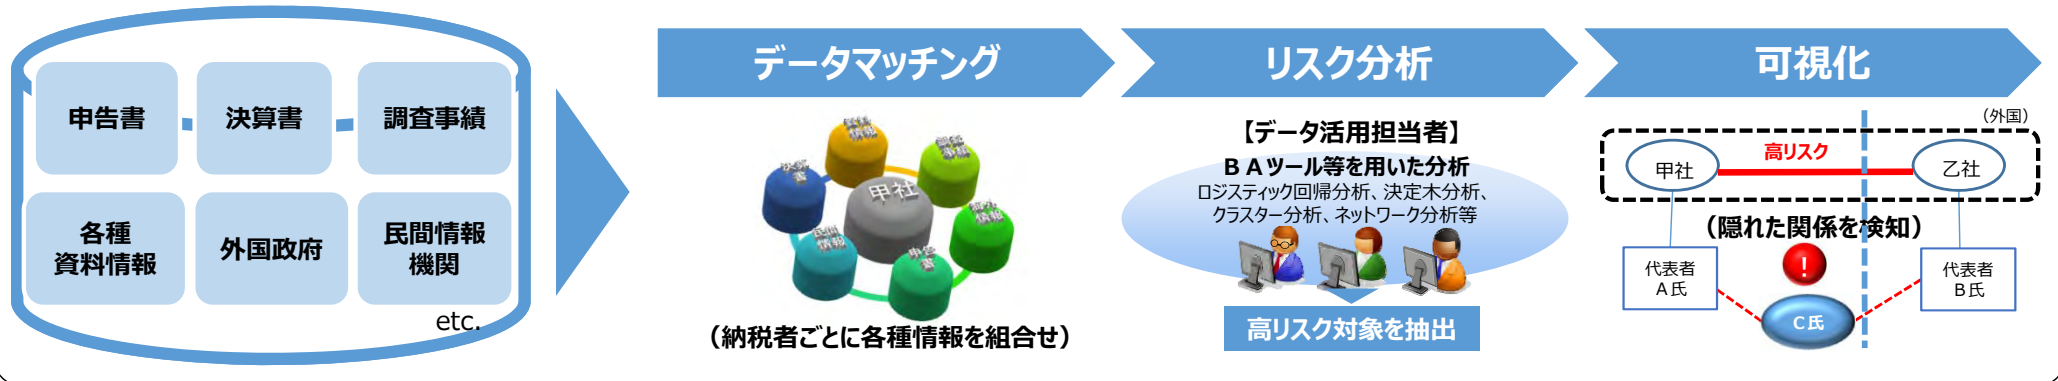 申告書
決算書
調査事績
各種
資料情報
外国政府
民間情報
機関
etc.
データマッチング
甲社
民間
情報
申告
書
(納税者ごとに各種情報を組合せ)
リスク分析
【データ活用担当者】
BAツール等を用いた分析
ロジスティック回帰分析、決定木分析、
クラスター分析、ネットワーク分析等
高リスク対象を抽出
可視化
(外国)
高リスク
甲社
乙社
(隠れた関係を検知)
!
代表者
A氏
代表者
B氏
C氏